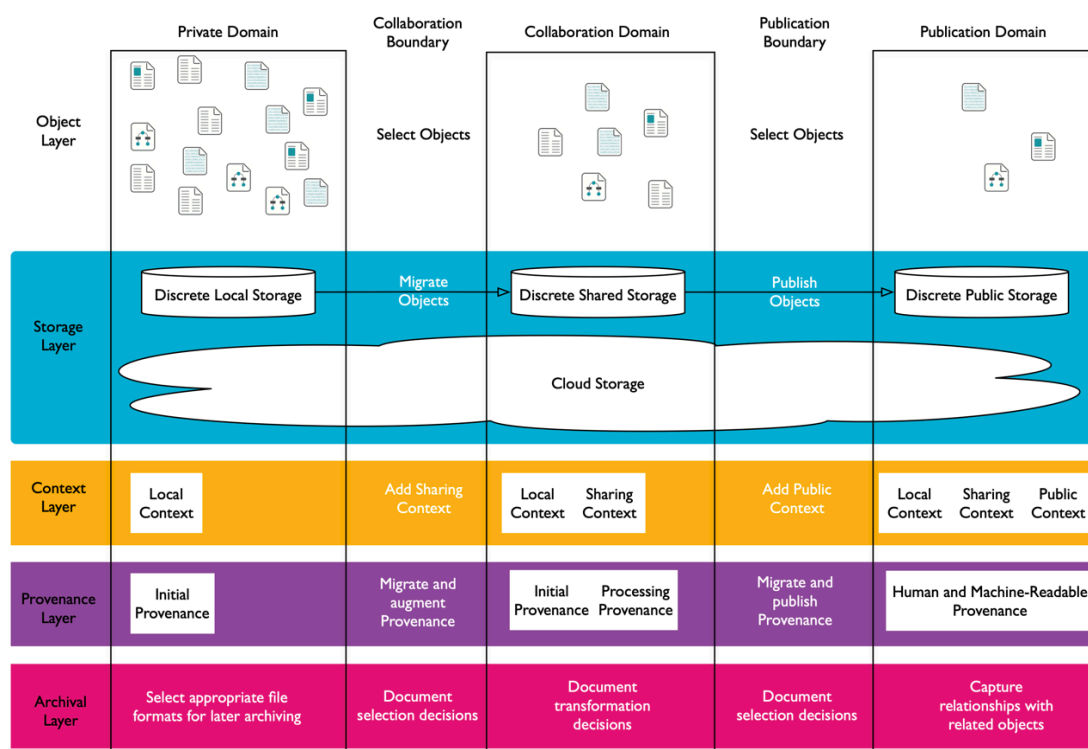 Private Domain
Collaboration
Boundary
Collaboration Domain
Publication
Boundary
Publication Domain
Object
Layer
Select Objects
Select Objects
Storage
Layer
Discrete Local Storage
Migrate
Objects
Discrete Shared Storage
Publish
Objects
Discrete Public Storage
Cloud Storage
Context
Layer
Local
Context
Add Sharing
Context
Local
Context
Sharing
Context
Add Public
Context
Local
Context
Sharing
Context
Public
Context
Provenance
Layer
Initial
Provenance
Migrate and
augment
Provenance
Initial
Provenance
Processing
Provenance
Migrate and
publish
Provenance
Human and Machine-Readable
Provenance
Archival
Layer
Select appropriate file
formats for later archiving
Document
selection decisions
Document
transformation
decisions
Document
selection decisions
Capture
relationships with
related objects